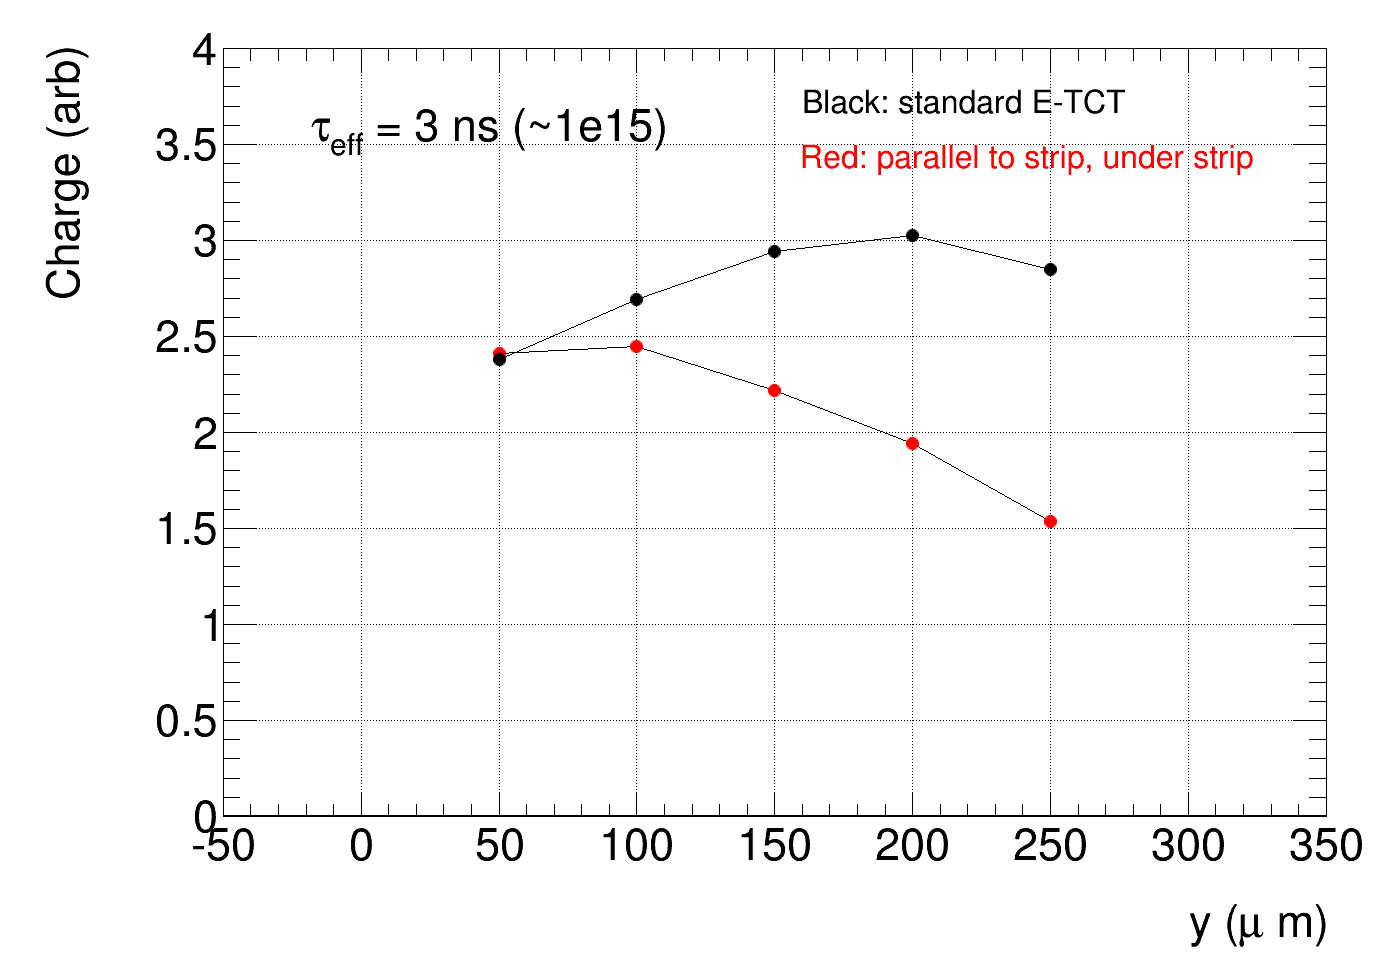 Charge (arb)
4
3.5
3
2.5
2
1.5
1
0.5
0
τeff = 3 ns (~1e15)
Black: standard E-TCT
Red: parallel to strip, under strip
-50 0 50 100 150 200 250 300 350
y (μ m)